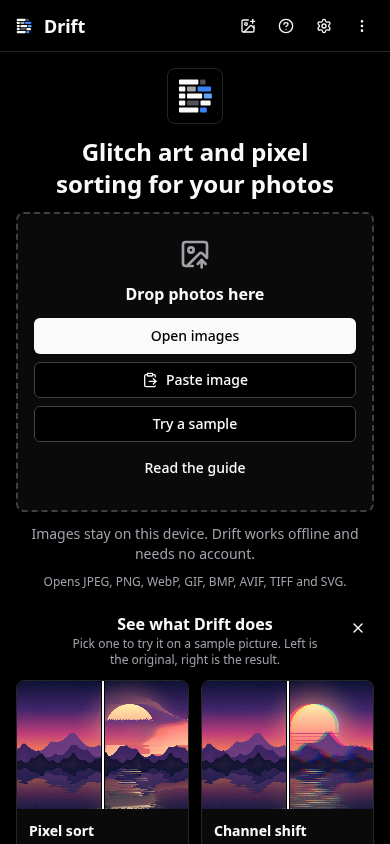 Drift
Glitch art and pixel
sorting for your photos
Drop photos here
Open images
Paste image
Try a sample
Read the guide
Images stay on this device. Drift works offline and
needs no account.
Opens JPEG, PNG, WebP, GIF, BMP, AVIF, TIFF and SVG.
See what Drift does
Pick one to try it on a sample picture. Left is
the original, right is the result.
Pixel sort
Channel shift